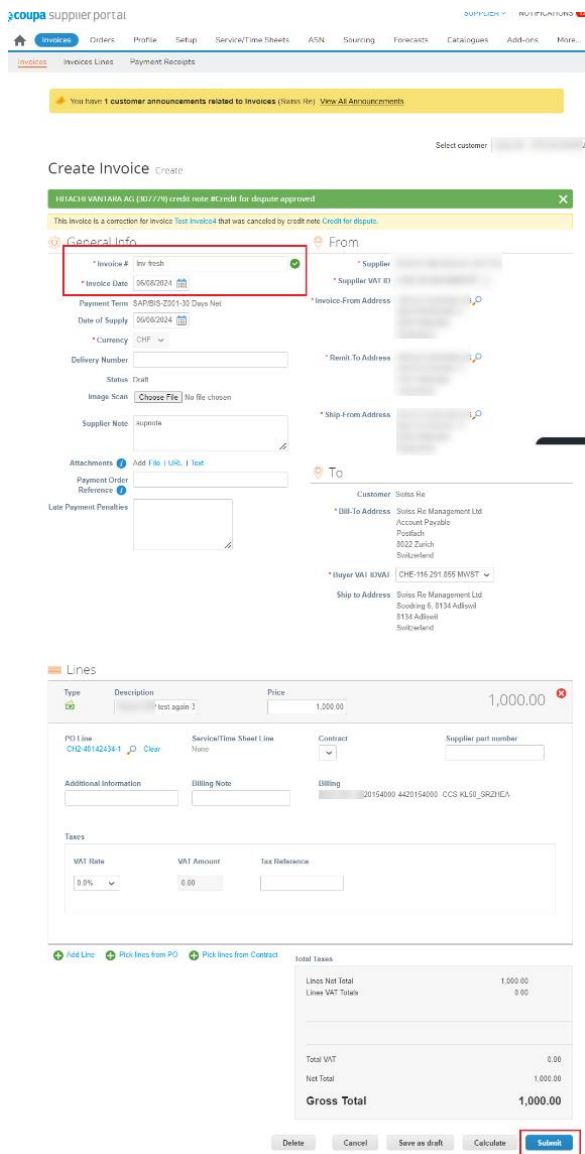 coupa supplier portal
SUPPLIER NOTIFICATIONS
Invoices Orders Profile Setup Service/Time Sheets ASN Sourcing Forecasts Catalogues Add-ons More...
Invoices Invoices Lines Payment Receipts
You have 1 customer announcements related to Invoices (Swiss Re) View All Announcements
Select customer
Create Invoice Create
HITACHI VANTARA AG (307779) credit note #Credit for dispute approved
This invoice is a correction for invoice Test Invoice4 that was canceled by credit note Credit for dispute.
General Info
* Invoice # Inv-fresh
* Invoice Date 06/08/2024
Payment Term SAP/BIS-Z001-30 Days Net
Date of Supply 06/08/2024
* Currency CHF
Delivery Number
Status Draft
Image Scan Choose File No file chosen
Supplier Note supnote
Attachments Add File | URL | Text
Payment Order
Reference
Late Payment Penalties
From
* Supplier
* Supplier VAT ID
* Invoice-From Address
* Remit-To Address
* Ship-From Address
To
Customer Swiss Re
* Bill-To Address Swiss Re Management Ltd
Account Payable
Postfach
8022 Zurich
Switzerland
* Buyer VAT IDVAT CHE-116.291.855 MWST
Ship to Address Swiss Re Management Ltd
Soodring 6, 8134 Adliswil
8134 Adliswil
Switzerland
Lines
Type Description Price
test again-3 1,000.00 1,000.00
PO Line Service/Time Sheet Line Contract Supplier part number
CH2-40142434-1 Clear None
Additional Information Billing Note Billing
20154000-4420154000-CCS-KL50_SRZHEA
Taxes
VAT Rate VAT Amount Tax Reference
0.0% 0.00
Add Line Pick lines from PO Pick lines from Contract
Total Taxes
Lines Net Total 1,000.00
Lines VAT Totals 0.00
Total VAT 0.00
Net Total 1,000.00
Gross Total 1,000.00
Delete Cancel Save as draft Calculate Submit